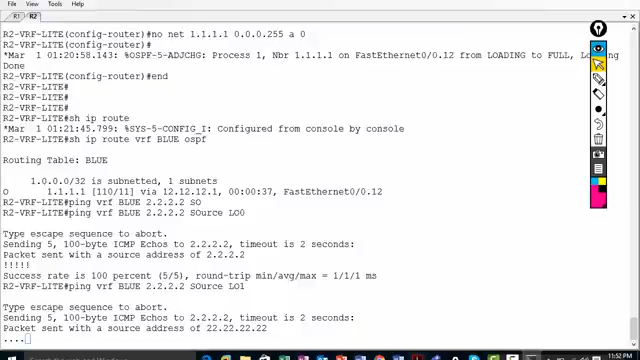 File View Tools Help
R1 R2
R2-VRF-LITE(config-router)#no net 1.1.1.1 0.0.0.255 a 0
R2-VRF-LITE(config-router)#
*Mar 1 01:20:58.143: %OSPF-5-ADJCHG: Process 1, Nbr 1.1.1.1 on FastEthernet0/0.12 from LOADING to FULL, Loading
Done
R2-VRF-LITE(config-router)#end
R2-VRF-LITE#
R2-VRF-LITE#
R2-VRF-LITE#
R2-VRF-LITE#sh ip route
*Mar 1 01:21:45.799: %SYS-5-CONFIG_I: Configured from console by console
R2-VRF-LITE#sh ip route vrf BLUE ospf
Routing Table: BLUE
1.0.0.0/32 is subnetted, 1 subnets
O 1.1.1.1 [110/11] via 12.12.12.1, 00:00:37, FastEthernet0/0.12
R2-VRF-LITE#ping vrf BLUE 2.2.2.2 SO
R2-VRF-LITE#ping vrf BLUE 2.2.2.2 SOurce LO0
Type escape sequence to abort.
Sending 5, 100-byte ICMP Echos to 2.2.2.2, timeout is 2 seconds:
Packet sent with a source address of 2.2.2.2
!!!!!
Success rate is 100 percent (5/5), round-trip min/avg/max = 1/1/1 ms
R2-VRF-LITE#ping vrf BLUE 2.2.2.2 SOurce LO1
Type escape sequence to abort.
Sending 5, 100-byte ICMP Echos to 2.2.2.2, timeout is 2 seconds:
Packet sent with a source address of 22.22.22.22
....
11:52 PM